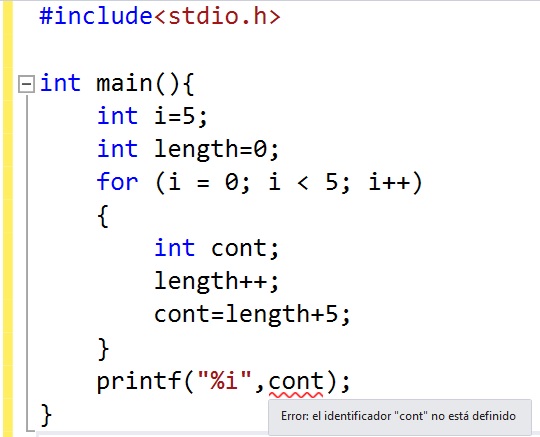 #include<stdio.h>
int main(){
    int i=5;
    int length=0;
    for (i = 0; i < 5; i++)
    {
        int cont;
        length++;
        cont=length+5;
    }
    printf("%i",cont);
}
Error: el identificador "cont" no está definido